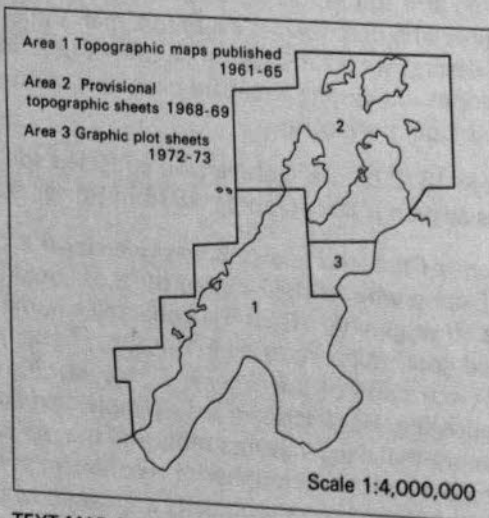 Area 1 Topographic maps published
1961-65
Area 2 Provisional
topographic sheets 1968-69
Area 3 Graphic plot sheets
1972-73
2
3
1
Scale 1:4,000,000